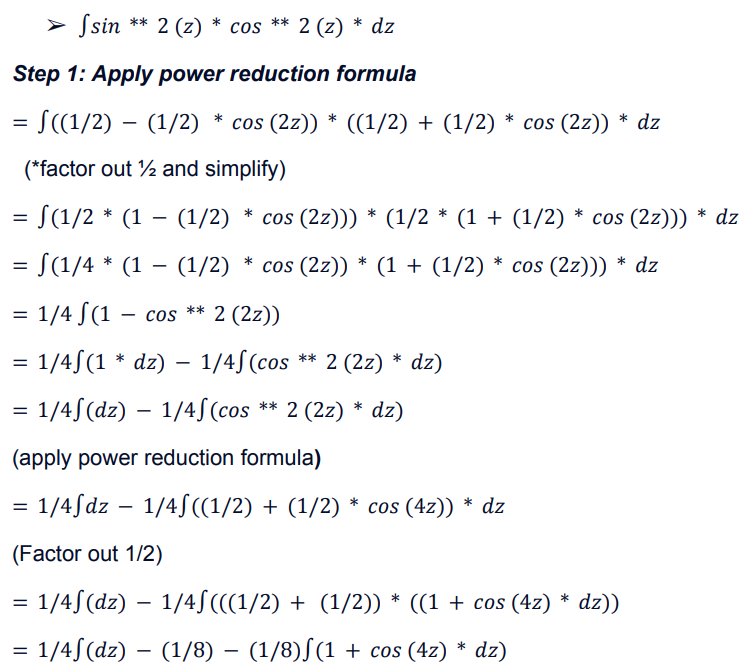 ➢ ∫sin ** 2 (z) * cos ** 2 (z) * dz
Step 1: Apply power reduction formula
= ∫((1/2) − (1/2) * cos (2z)) * ((1/2) + (1/2) * cos (2z)) * dz
(*factor out ½ and simplify)
= ∫(1/2 * (1 − (1/2) * cos (2z))) * (1/2 * (1 + (1/2) * cos (2z))) * dz
= ∫(1/4 * (1 − (1/2) * cos (2z)) * (1 + (1/2) * cos (2z))) * dz
= 1/4 ∫(1 − cos ** 2 (2z))
= 1/4∫(1 * dz) − 1/4∫(cos ** 2 (2z) * dz)
= 1/4∫(dz) − 1/4∫(cos ** 2 (2z) * dz)
(apply power reduction formula)
= 1/4∫dz − 1/4∫((1/2) + (1/2) * cos (4z)) * dz
(Factor out 1/2)
= 1/4∫(dz) − 1/4∫(((1/2) + (1/2)) * ((1 + cos (4z) * dz))
= 1/4∫(dz) − (1/8) − (1/8)∫(1 + cos (4z) * dz)